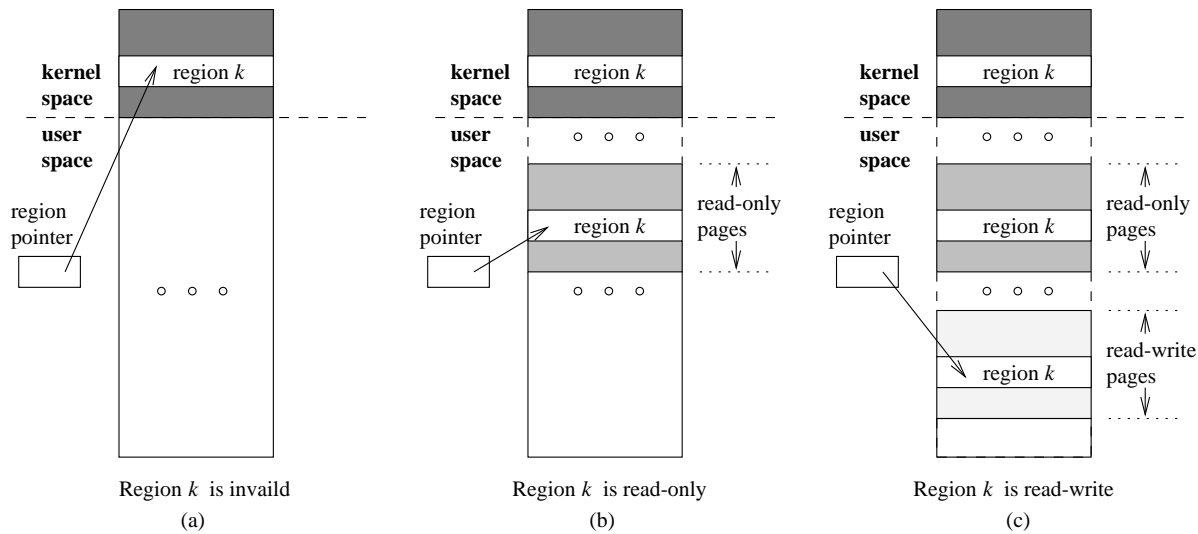 region k
kernel
space
user
space
region
pointer
Region k is invaild
(a)
region k
kernel
space
user
space
region
pointer
region k
read-only
pages
Region k is read-only
(b)
region k
kernel
space
user
space
region
pointer
region k
read-only
pages
region k
read-write
pages
Region k is read-write
(c)